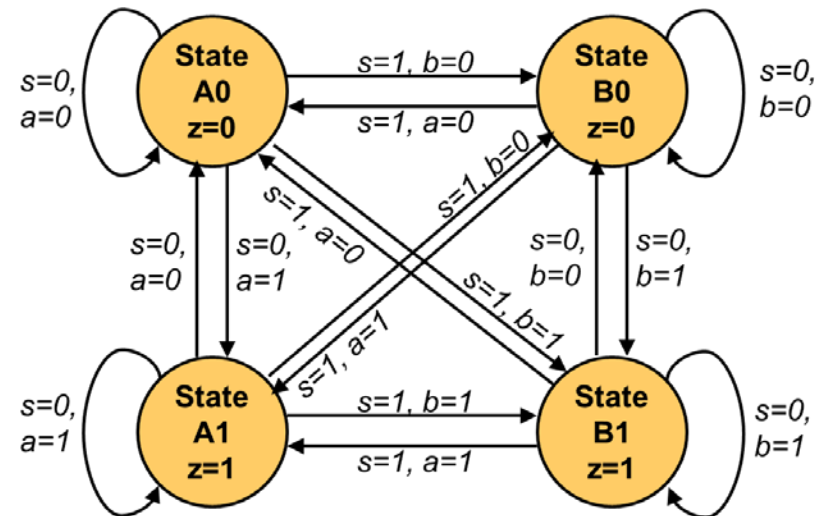 State
A0
z=0
State
B0
z=0
s=0,
a=0
s=1, b=0
s=1, a=0
s=0,
b=0
s=1, b=0
s=1, a=0
s=0,
a=0
s=0,
a=1
s=0,
b=0
s=0,
b=1
s=1, b=1
s=1, a=1
State
A1
z=1
State
B1
z=1
s=0,
a=1
s=1, b=1
s=1, a=1
s=0,
b=1